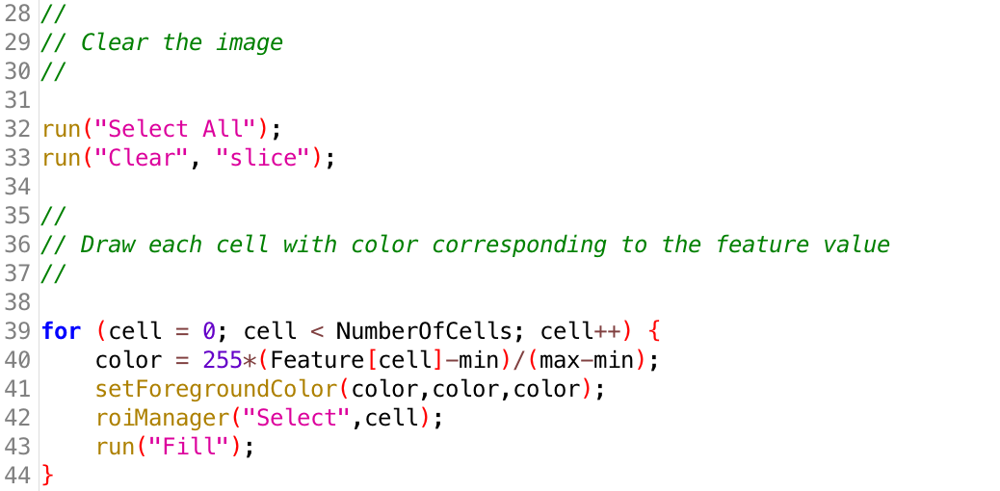 28 //
29 // Clear the image
30 //
31
32 run("Select All");
33 run("Clear", "slice");
34
35 //
36 // Draw each cell with color corresponding to the feature value
37 //
38
39 for (cell = 0; cell < NumberOfCells; cell++) {
40     color = 255*(Feature[cell]-min)/(max-min);
41     setForegroundColor(color,color,color);
42     roiManager("Select",cell);
43     run("Fill");
44 }